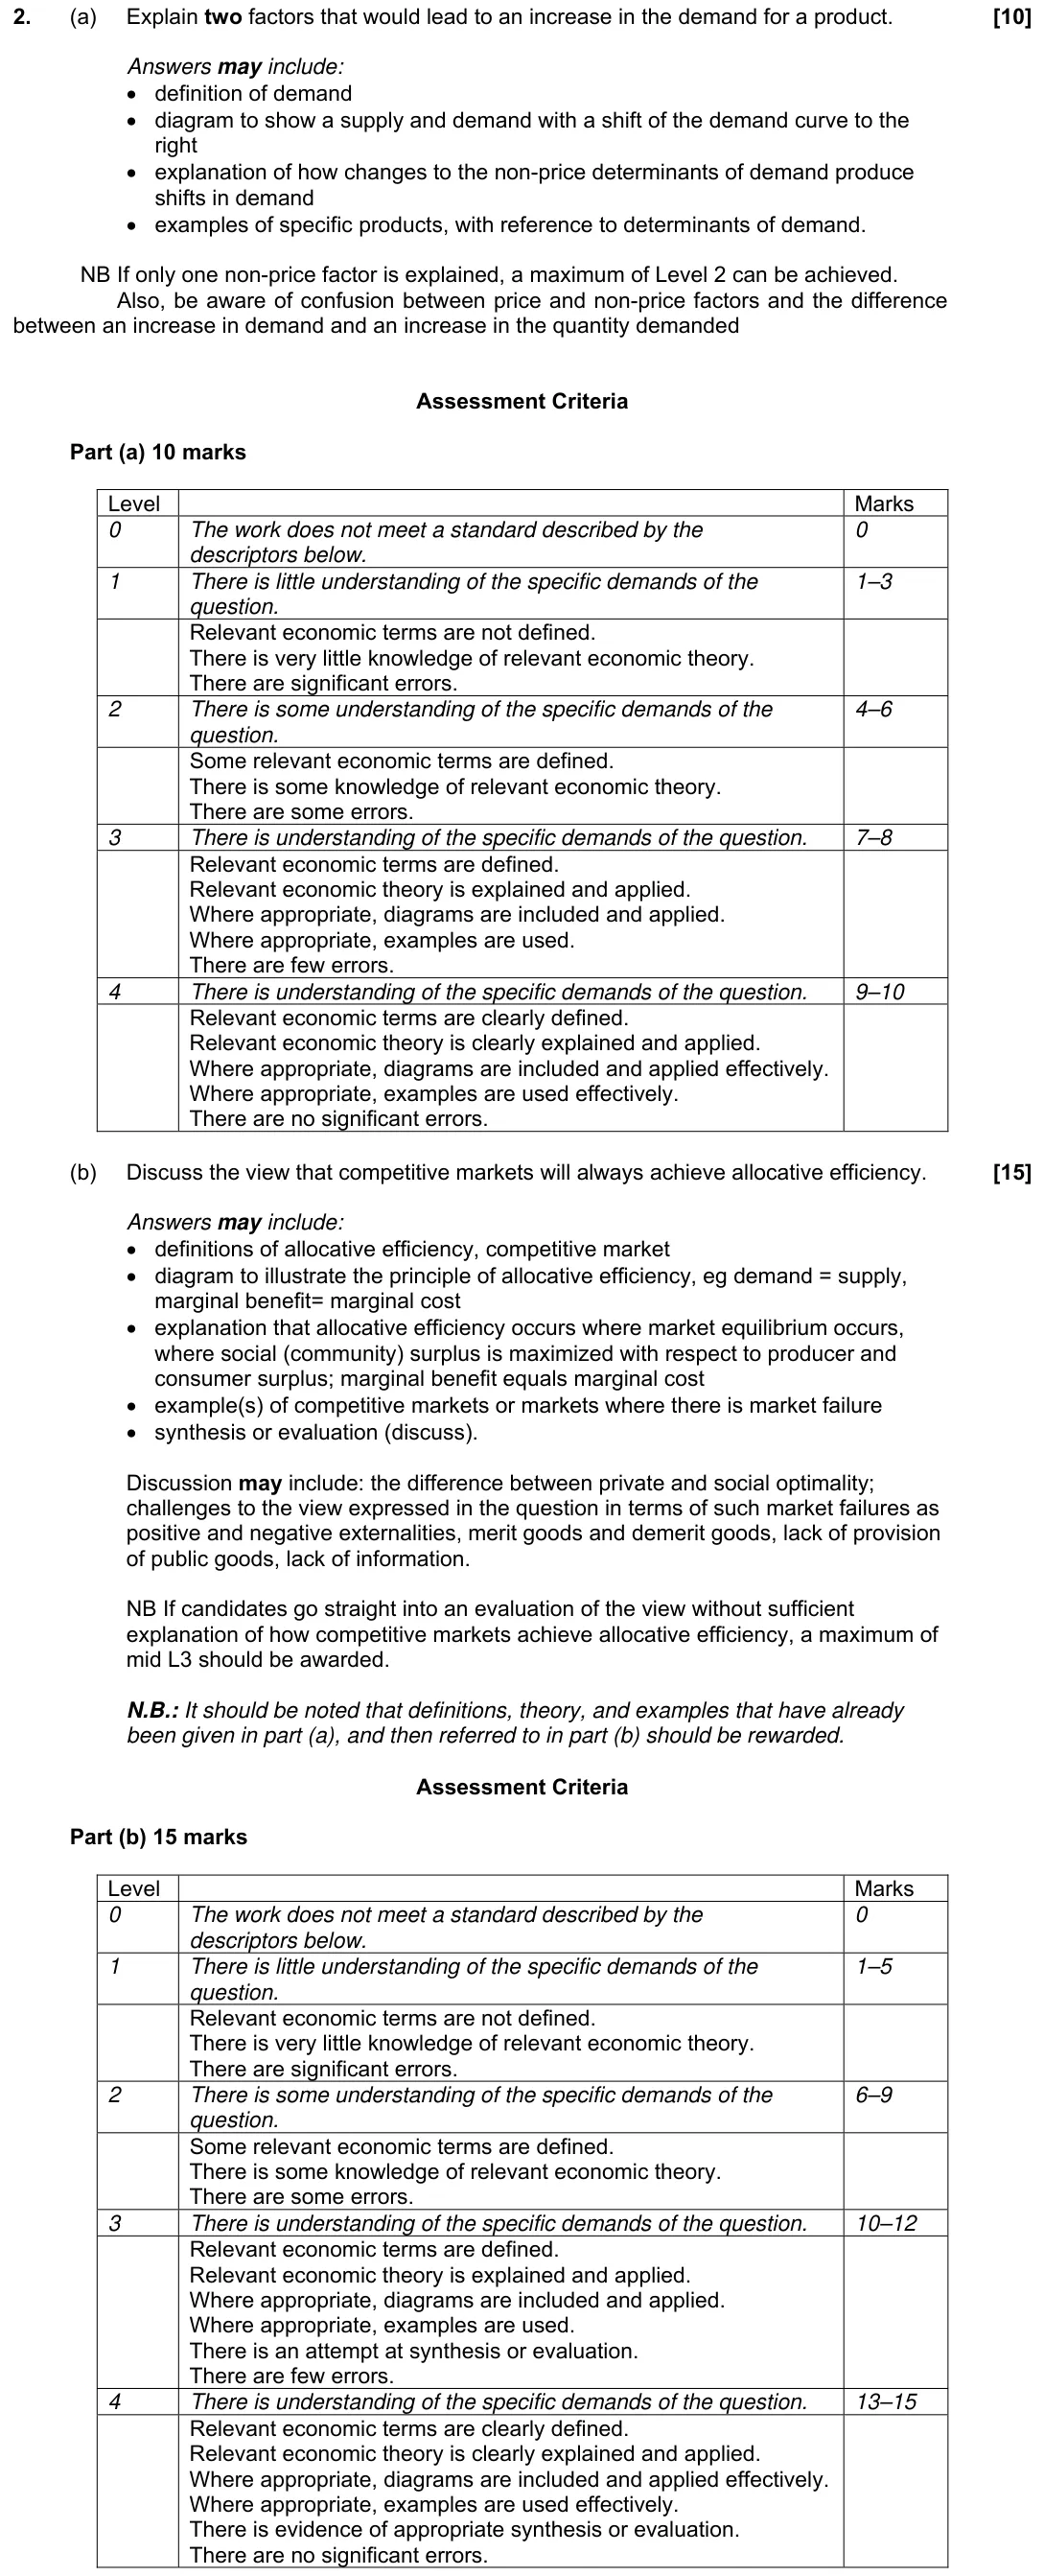 2. (a) Explain two factors that would lead to an increase in the demand for a product. [10]
Answers may include:
• definition of demand
• diagram to show a supply and demand with a shift of the demand curve to the
right
• explanation of how changes to the non-price determinants of demand produce
shifts in demand
• examples of specific products, with reference to determinants of demand.
NB If only one non-price factor is explained, a maximum of Level 2 can be achieved.
Also, be aware of confusion between price and non-price factors and the difference
between an increase in demand and an increase in the quantity demanded
Assessment Criteria
Part (a) 10 marks
Level Marks
0 The work does not meet a standard described by the 0
descriptors below.
1 There is little understanding of the specific demands of the 1–3
question.
Relevant economic terms are not defined.
There is very little knowledge of relevant economic theory.
There are significant errors.
2 There is some understanding of the specific demands of the 4–6
question.
Some relevant economic terms are defined.
There is some knowledge of relevant economic theory.
There are some errors.
3 There is understanding of the specific demands of the question. 7–8
Relevant economic terms are defined.
Relevant economic theory is explained and applied.
Where appropriate, diagrams are included and applied.
Where appropriate, examples are used.
There are few errors.
4 There is understanding of the specific demands of the question. 9–10
Relevant economic terms are clearly defined.
Relevant economic theory is clearly explained and applied.
Where appropriate, diagrams are included and applied effectively.
Where appropriate, examples are used effectively.
There are no significant errors.
(b) Discuss the view that competitive markets will always achieve allocative efficiency. [15]
Answers may include:
• definitions of allocative efficiency, competitive market
• diagram to illustrate the principle of allocative efficiency, eg demand = supply,
marginal benefit= marginal cost
• explanation that allocative efficiency occurs where market equilibrium occurs,
where social (community) surplus is maximized with respect to producer and
consumer surplus; marginal benefit equals marginal cost
• example(s) of competitive markets or markets where there is market failure
• synthesis or evaluation (discuss).
Discussion may include: the difference between private and social optimality;
challenges to the view expressed in the question in terms of such market failures as
positive and negative externalities, merit goods and demerit goods, lack of provision
of public goods, lack of information.
NB If candidates go straight into an evaluation of the view without sufficient
explanation of how competitive markets achieve allocative efficiency, a maximum of
mid L3 should be awarded.
N.B.: It should be noted that definitions, theory, and examples that have already
been given in part (a), and then referred to in part (b) should be rewarded.
Assessment Criteria
Part (b) 15 marks
Level Marks
0 The work does not meet a standard described by the 0
descriptors below.
1 There is little understanding of the specific demands of the 1–5
question.
Relevant economic terms are not defined.
There is very little knowledge of relevant economic theory.
There are significant errors.
2 There is some understanding of the specific demands of the 6–9
question.
Some relevant economic terms are defined.
There is some knowledge of relevant economic theory.
There are some errors.
3 There is understanding of the specific demands of the question. 10–12
Relevant economic terms are defined.
Relevant economic theory is explained and applied.
Where appropriate, diagrams are included and applied.
Where appropriate, examples are used.
There is an attempt at synthesis or evaluation.
There are few errors.
4 There is understanding of the specific demands of the question. 13–15
Relevant economic terms are clearly defined.
Relevant economic theory is clearly explained and applied.
Where appropriate, diagrams are included and applied effectively.
Where appropriate, examples are used effectively.
There is evidence of appropriate synthesis or evaluation.
There are no significant errors.